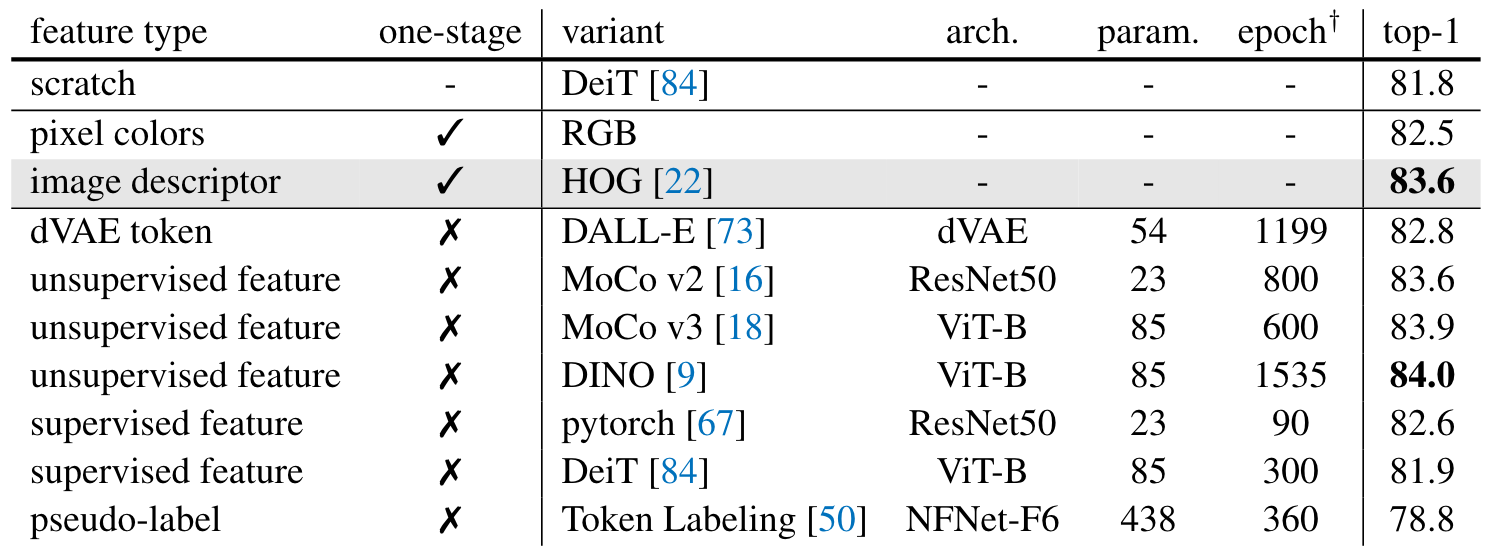 feature type one-stage variant arch. param. epoch† top-1
scratch - DeiT [84] - - - 81.8
pixel colors ✓ RGB - - - 82.5
image descriptor ✓ HOG [22] - - - 83.6
dVAE token ✗ DALL-E [73] dVAE 54 1199 82.8
unsupervised feature ✗ MoCo v2 [16] ResNet50 23 800 83.6
unsupervised feature ✗ MoCo v3 [18] ViT-B 85 600 83.9
unsupervised feature ✗ DINO [9] ViT-B 85 1535 84.0
supervised feature ✗ pytorch [67] ResNet50 23 90 82.6
supervised feature ✗ DeiT [84] ViT-B 85 300 81.9
pseudo-label ✗ Token Labeling [50] NFNet-F6 438 360 78.8